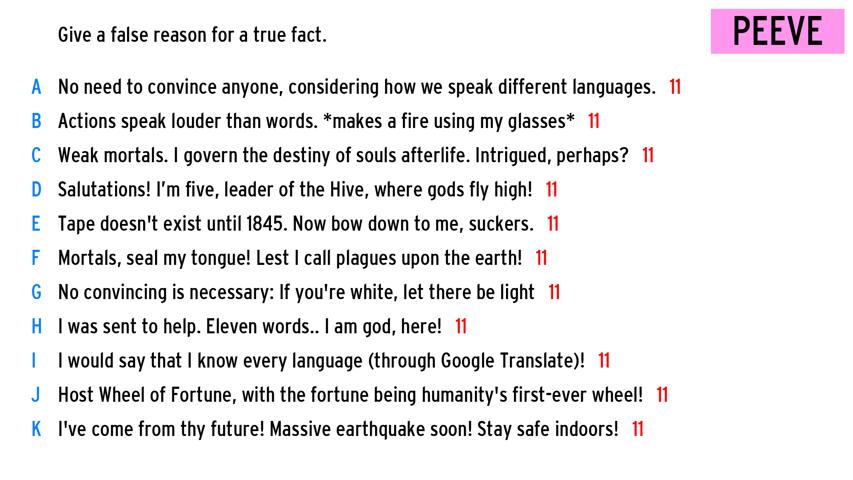 Give a false reason for a true fact.
PEEVE
A No need to convince anyone, considering how we speak different languages. 11
B Actions speak louder than words. *makes a fire using my glasses* 11
C Weak mortals. I govern the destiny of souls afterlife. Intrigued, perhaps? 11
D Salutations! I'm five, leader of the Hive, where gods fly high! 11
E Tape doesn't exist until 1845. Now bow down to me, suckers. 11
F Mortals, seal my tongue! Lest I call plagues upon the earth! 11
G No convincing is necessary: If you're white, let there be light 11
H I was sent to help. Eleven words.. I am god, here! 11
I I would say that I know every language (through Google Translate)! 11
J Host Wheel of Fortune, with the fortune being humanity's first-ever wheel! 11
K I've come from thy future! Massive earthquake soon! Stay safe indoors! 11